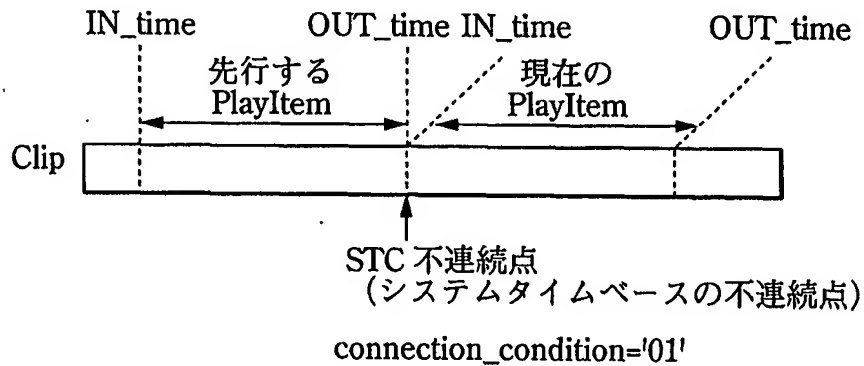 IN_time OUT_time IN_time OUT_time
先行する 現在の
PlayItem PlayItem
Clip
STC 不連続点
(システムタイムベースの不連続点)
connection_condition='01'